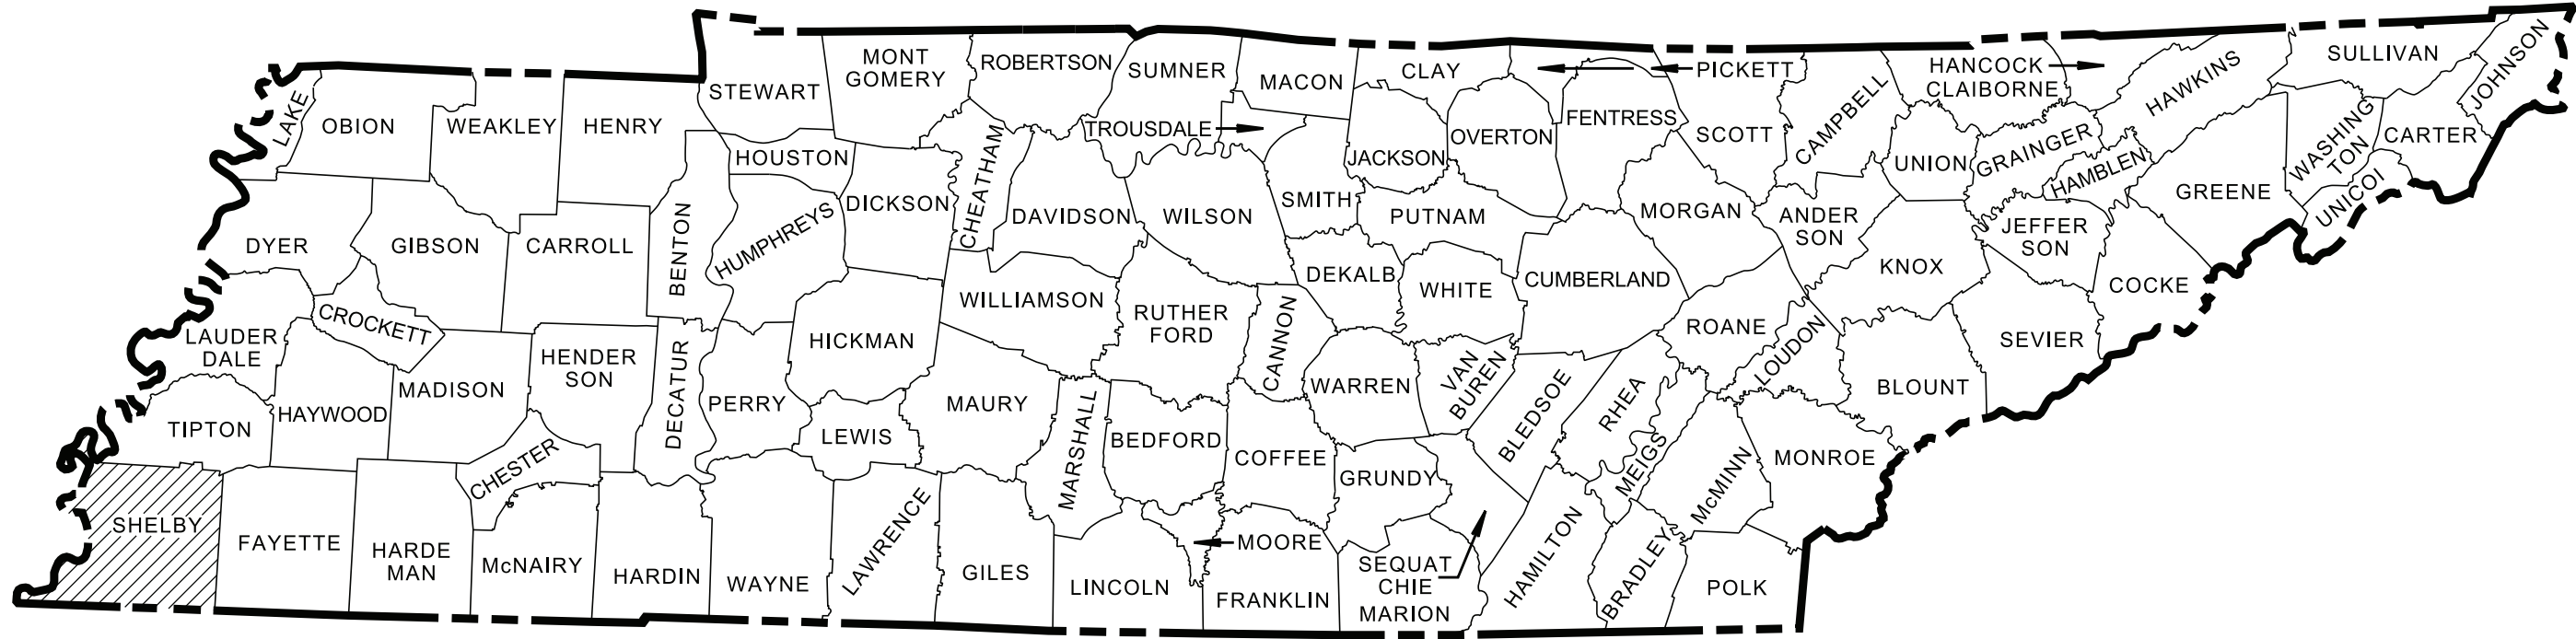 STEWART
MONT
GOMERY
ROBERTSON
SUMNER
MACON
CLAY
PICKETT
HANCOCK
CLAIBORNE
HAWKINS
SULLIVAN
JOHNSON
LAKE
OBION
WEAKLEY
HENRY
HOUSTON
CHEATHAM
TROUSDALE
JACKSON
OVERTON
FENTRESS
SCOTT
CAMPBELL
UNION
GRAINGER
HAMBLEN
WASHING
TON
CARTER
UNICOI
GREENE
DYER
GIBSON
CARROLL
BENTON
HUMPHREYS
DICKSON
DAVIDSON
WILSON
SMITH
PUTNAM
MORGAN
ANDER
SON
KNOX
JEFFER
SON
COCKE
LAUDER
DALE
CROCKETT
HENDER
SON
DECATUR
HICKMAN
WILLIAMSON
RUTHER
FORD
CANNON
DEKALB
WHITE
CUMBERLAND
ROANE
LOUDON
BLOUNT
SEVIER
TIPTON
HAYWOOD
MADISON
CHESTER
PERRY
LEWIS
MAURY
MARSHALL
BEDFORD
COFFEE
WARREN
VAN
BUREN
BLEDSOE
RHEA
MEIGS
McMINN
MONROE
SHELBY
FAYETTE
HARDE
MAN
McNAIRY
HARDIN
WAYNE
LAWRENCE
GILES
LINCOLN
MOORE
FRANKLIN
GRUNDY
SEQUAT
CHIE
MARION
HAMILTON
BRADLEY
POLK